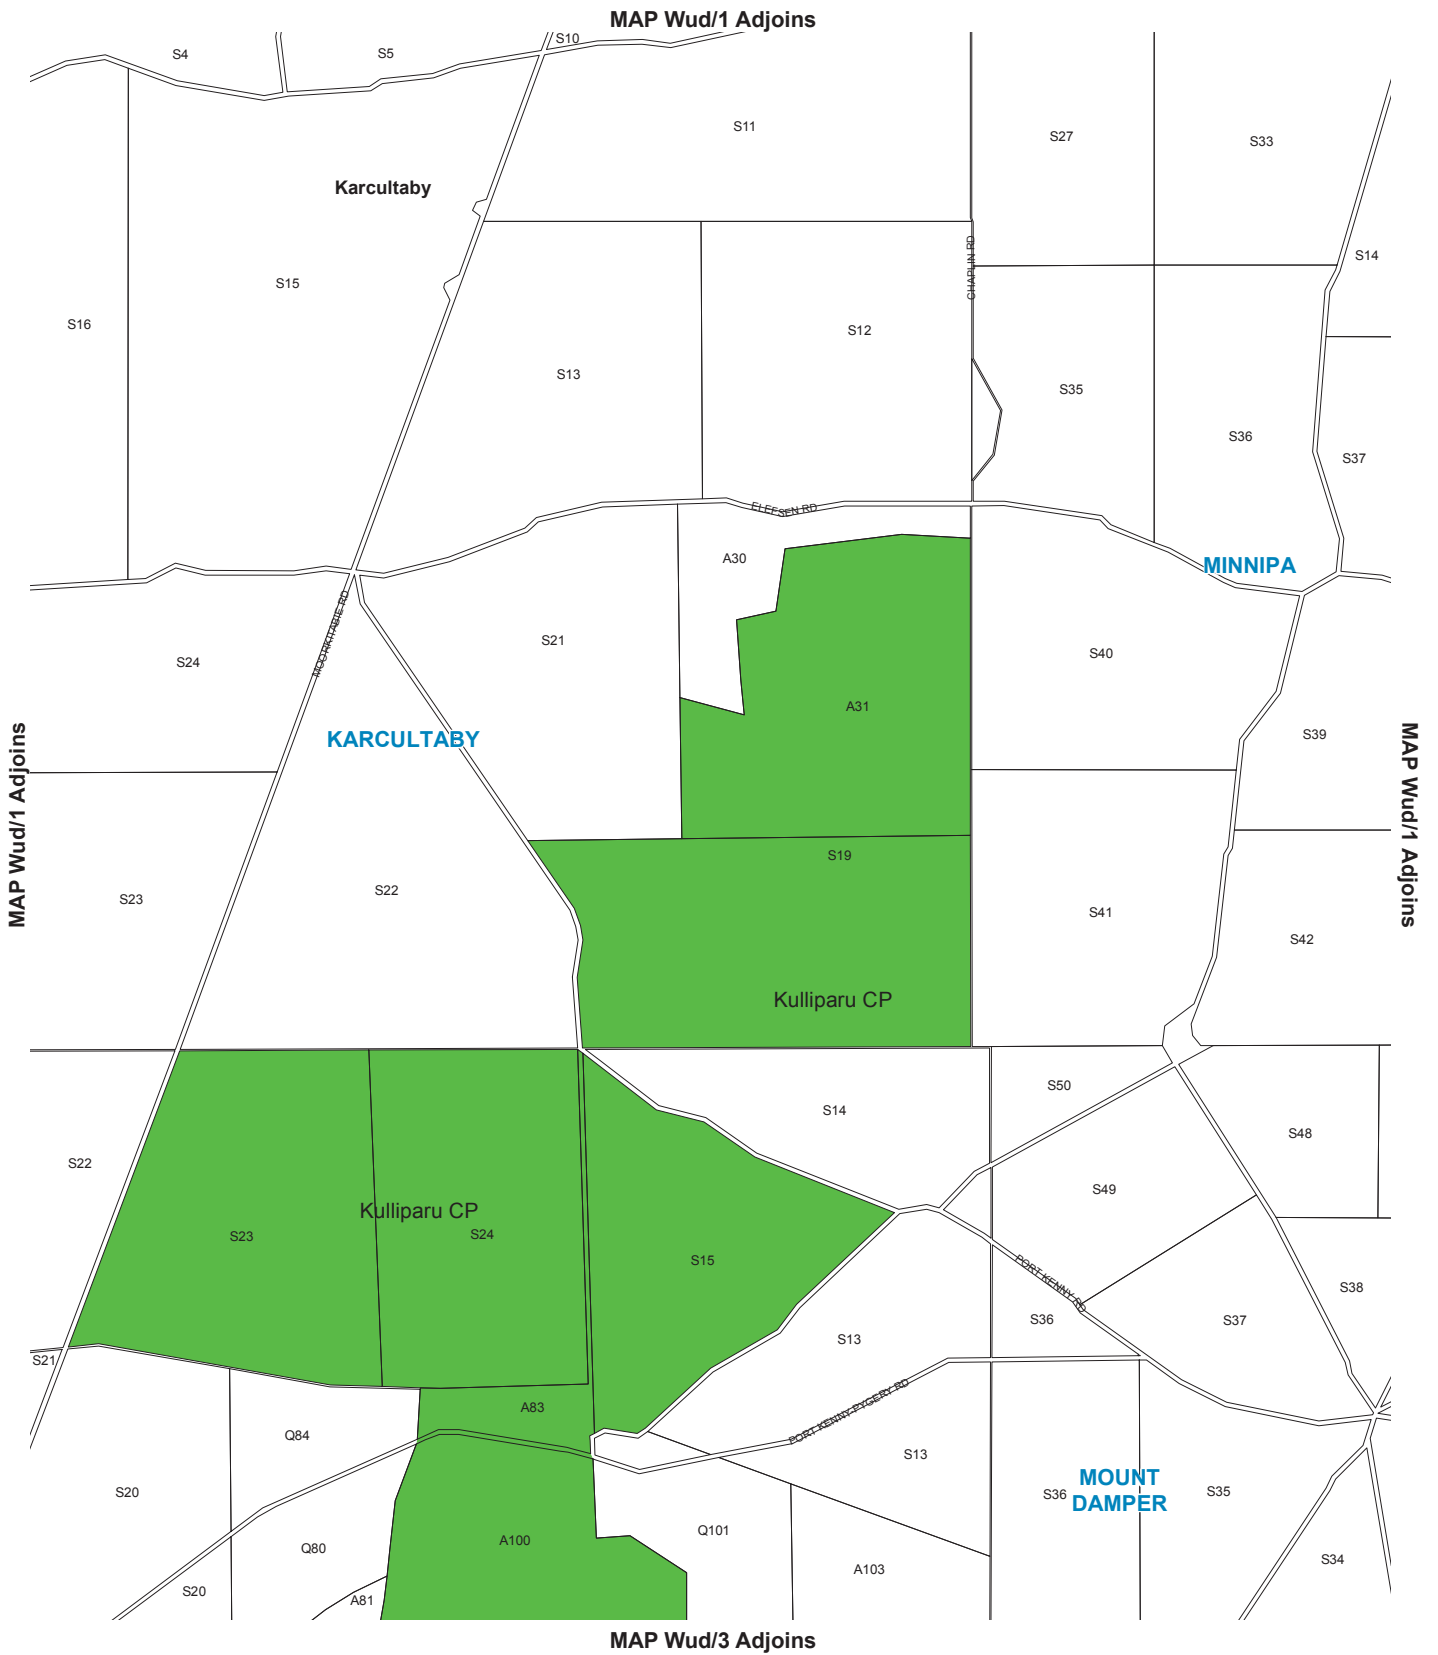 MAP Wud/1 Adjoins
S4
S5
S10
S11
S27
S33
Karcultaby
S14
CHAPLIN RD
S15
S16
S12
S13
S35
S36
S37
ELEFSEN RD
A30
MINNIPA
MOORKITABIE RD
S21
S40
S24
A31
KARCULTABY
S39
MAP Wud/1 Adjoins
MAP Wud/1 Adjoins
S19
S22
S23
S41
S42
Kulliparu CP
S50
S14
S48
S22
S49
Kulliparu CP
S23
S24
S15
PORT KENNY RD
S38
S36
S37
S13
S21
PORT KENNY-PYGERY RD
A83
Q84
S13
MOUNT
DAMPER
S20
S36
S35
Q101
A100
Q80
S34
A103
S20
A81
MAP Wud/3 Adjoins